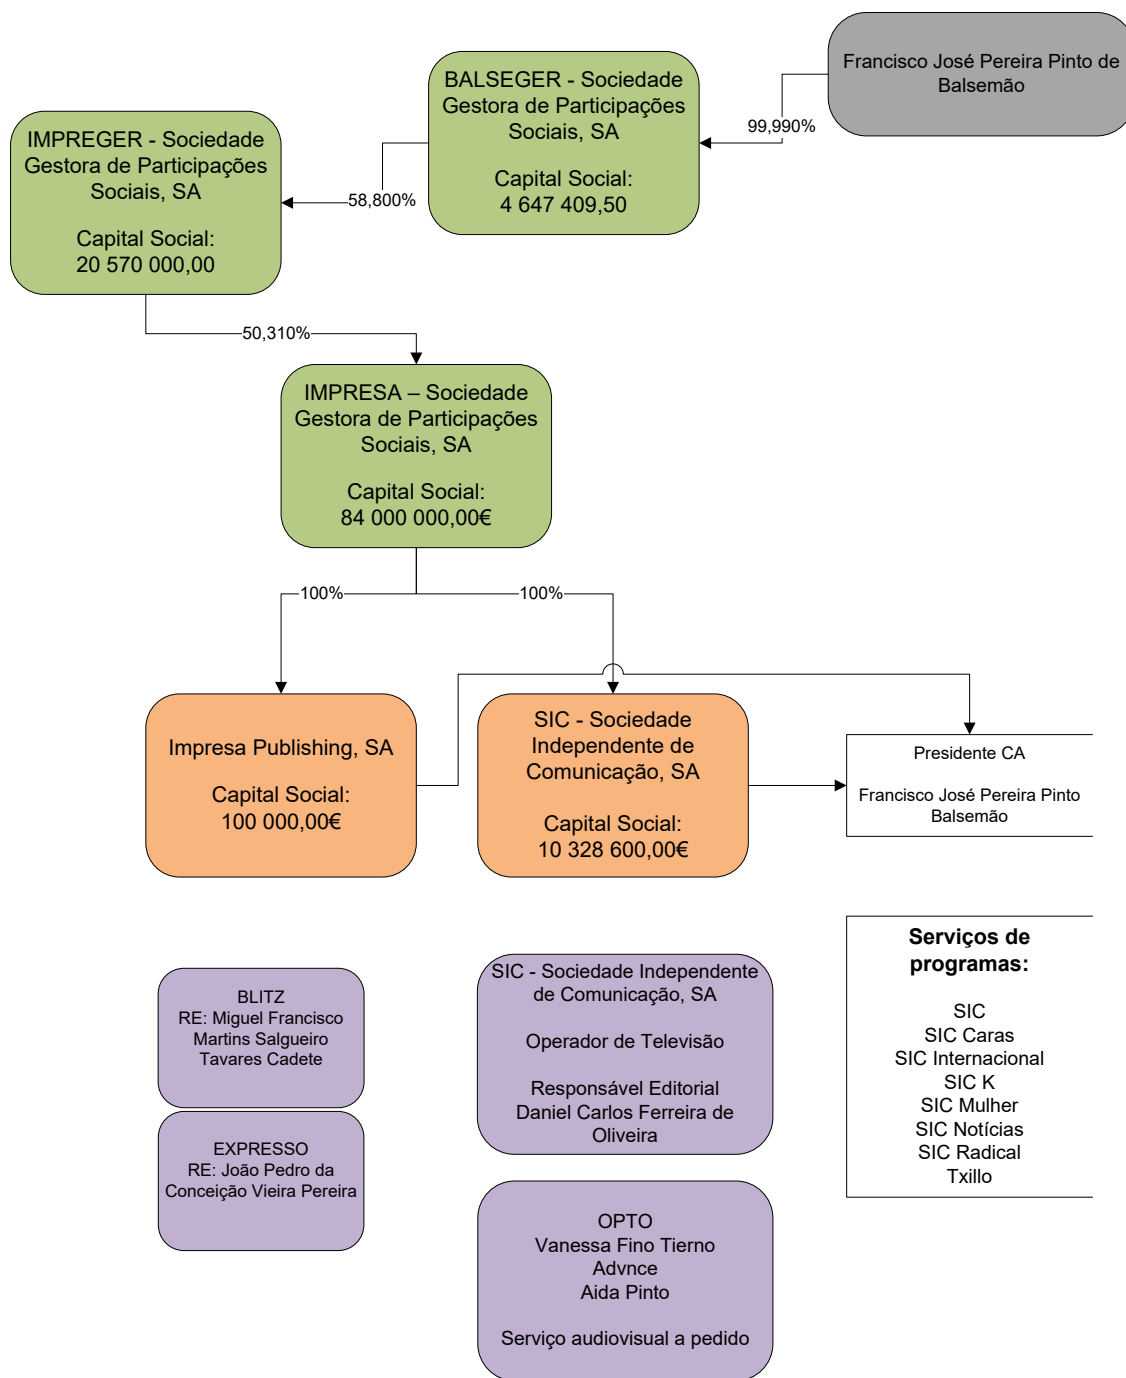 Francisco José Pereira Pinto de
Balsemão
99,990%
BALSEGER - Sociedade
Gestora de Participações
Sociais, SA
Capital Social:
4 647 409,50
58,800%
IMPREGER - Sociedade
Gestora de Participações
Sociais, SA
Capital Social:
20 570 000,00
50,310%
IMPRESA – Sociedade
Gestora de Participações
Sociais, SA
Capital Social:
84 000 000,00€
100%
100%
Impresa Publishing, SA
Capital Social:
100 000,00€
SIC - Sociedade
Independente de
Comunicação, SA
Capital Social:
10 328 600,00€
Presidente CA
Francisco José Pereira Pinto
Balsemão
BLITZ
RE: Miguel Francisco
Martins Salgueiro
Tavares Cadete
EXPRESSO
RE: João Pedro da
Conceição Vieira Pereira
SIC - Sociedade Independente
de Comunicação, SA
Operador de Televisão
Responsável Editorial
Daniel Carlos Ferreira de
Oliveira
OPTO
Vanessa Fino Tierno
Advnce
Aida Pinto
Serviço audiovisual a pedido
Serviços de
programas:
SIC
SIC Caras
SIC Internacional
SIC K
SIC Mulher
SIC Notícias
SIC Radical
Txillo